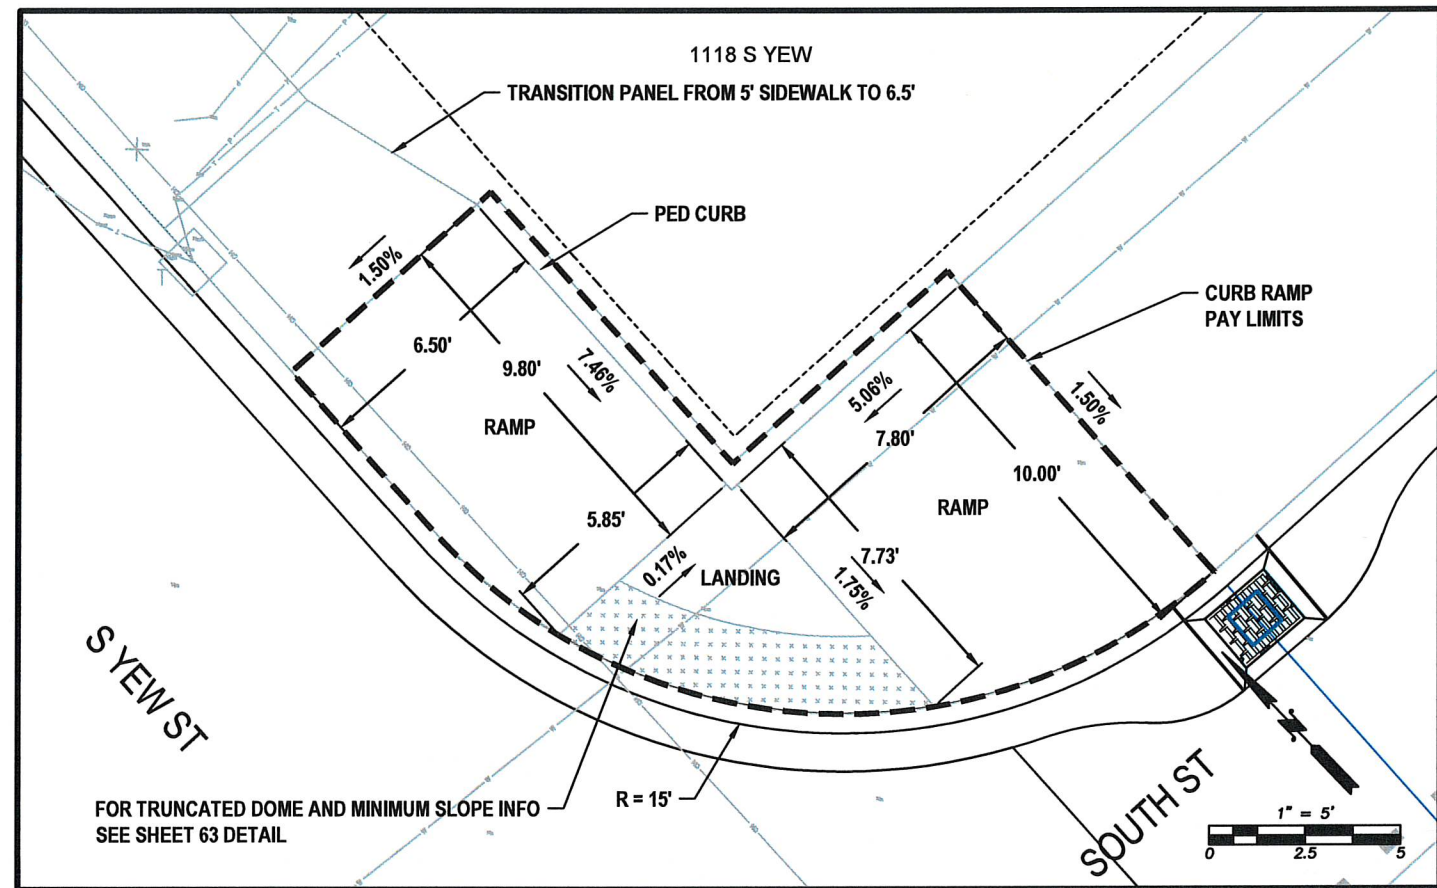 1118 S YEW
TRANSITION PANEL FROM 5' SIDEWALK TO 6.5'
PED CURB
1.50%
CURB RAMP
PAY LIMITS
6.50'
9.80'
7.46%
5.06%
1.50%
RAMP
7.80'
10.00'
RAMP
5.85'
7.73'
0.17%
LANDING
1.75%
S YEW ST
FOR TRUNCATED DOME AND MINIMUM SLOPE INFO
SEE SHEET 63 DETAIL
R = 15'
SOUTH ST
1" = 5'
0 2.5 5